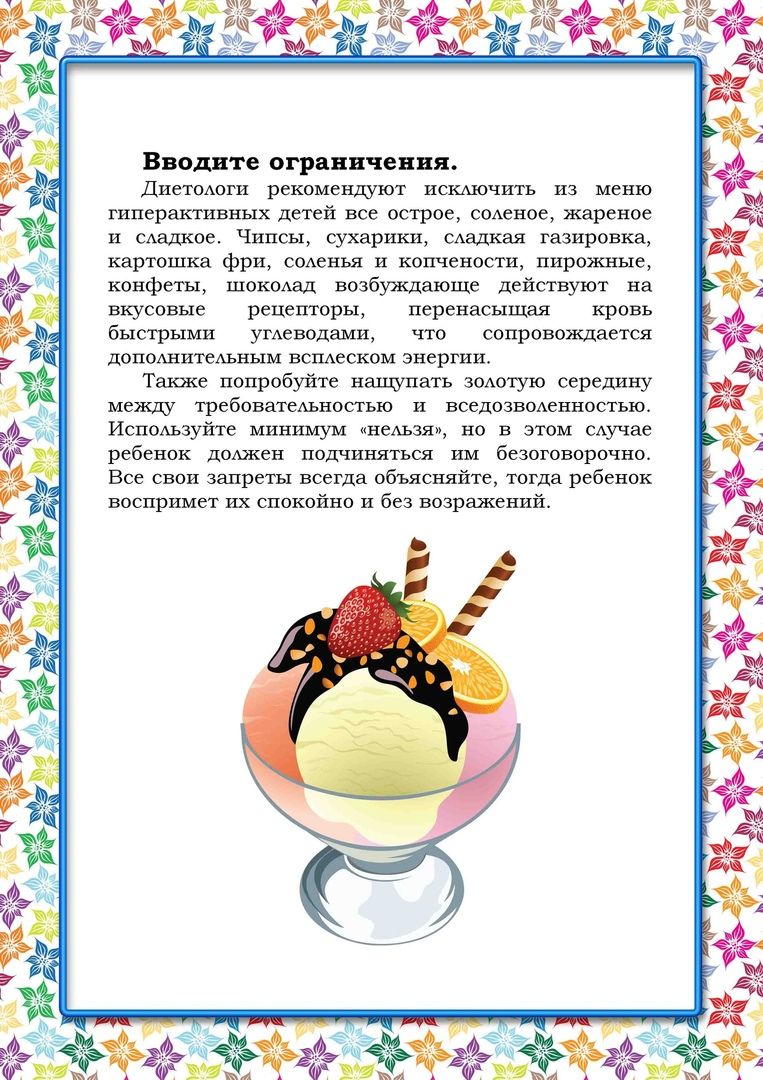 Вводите ограничения.
Диетологи рекомендуют исключить из меню
гиперактивных детей все острое, соленое, жареное
и сладкое. Чипсы, сухарики, сладкая газировка,
картошка фри, соленья и копчености, пирожные,
конфеты, шоколад возбуждающе действуют на
вкусовые рецепторы, перенасыщая кровь
быстрыми углеводами, что сопровождается
дополнительным всплеском энергии.
Также попробуйте нащупать золотую середину
между требовательностью и вседозволенностью.
Используйте минимум «нельзя», но в этом случае
ребенок должен подчиняться им безоговорочно.
Все свои запреты всегда объясняйте, тогда ребенок
воспримет их спокойно и без возражений.